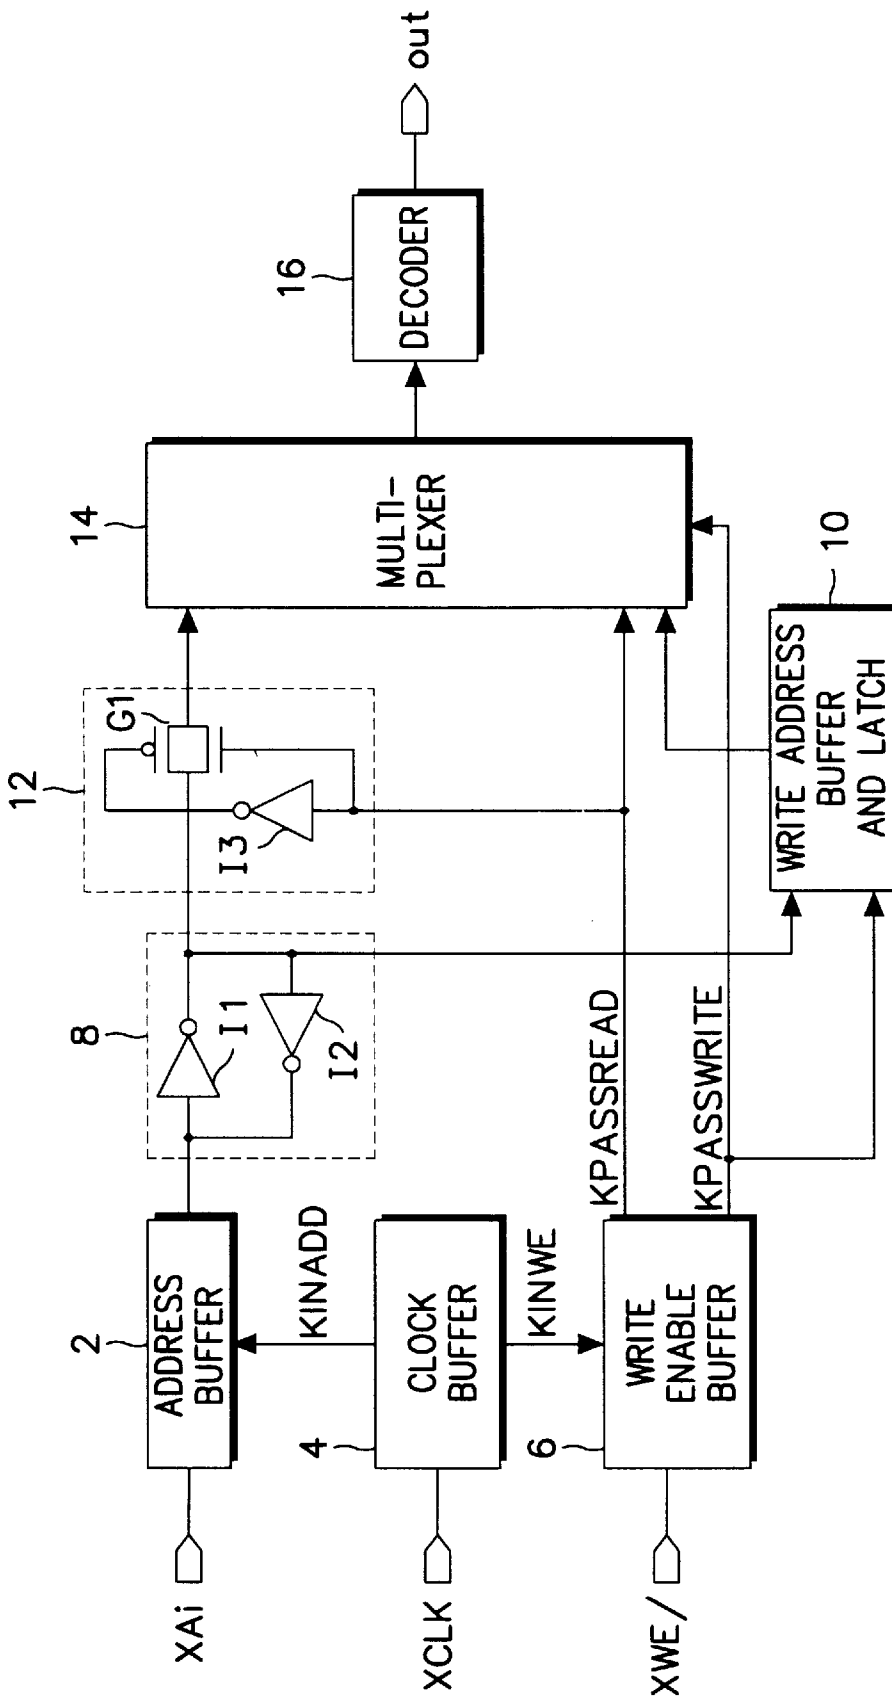 XAi
2
ADDRESS
BUFFER
8
I1
I2
12
G1
I3
14
MULTI-
PLEXER
16
DECODER
out
KINADD
XCLK
4
CLOCK
BUFFER
KINWE
XWE/
6
WRITE
ENABLE
BUFFER
KPASSREAD
KPASSWRITE
10
WRITE ADDRESS
BUFFER
AND LATCH